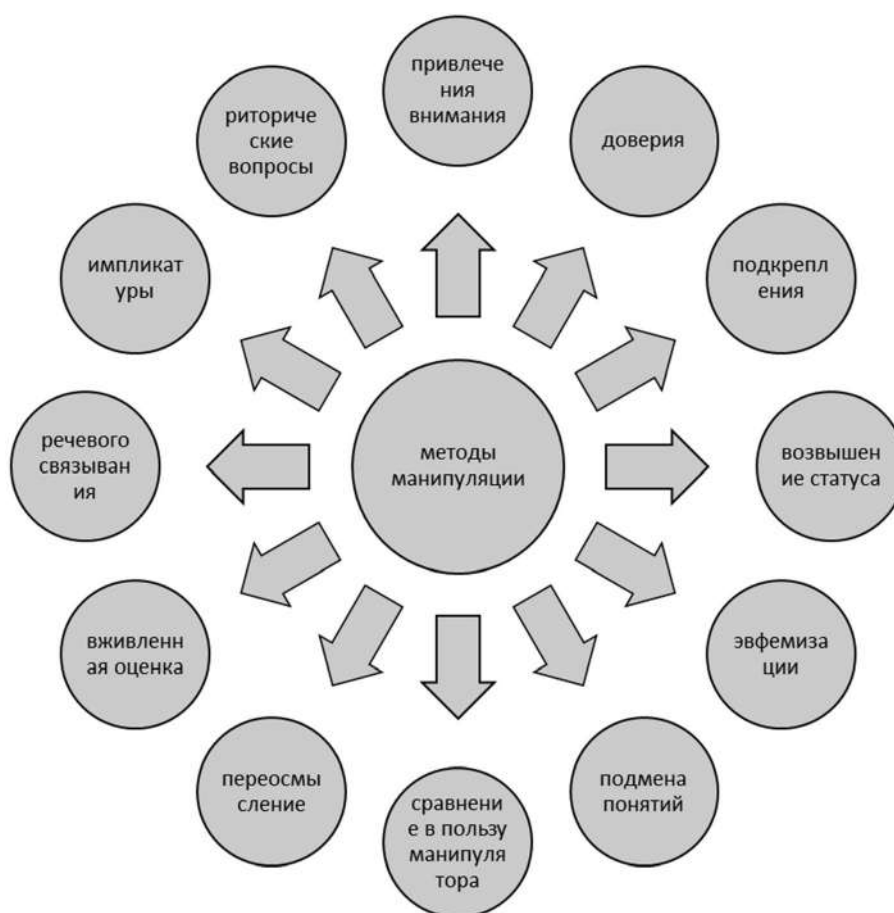 привлече
ния
внимания
доверия
подкрепл
ения
возвышен
ие статуса
эвфемиза
ции
подмена
понятий
сравнени
е в пользу
манипуля
тора
переосмы
сление
вживленн
ая оценка
речевого
связыван
ия
импликат
уры
риториче
ские
вопросы
методы
манипуляции